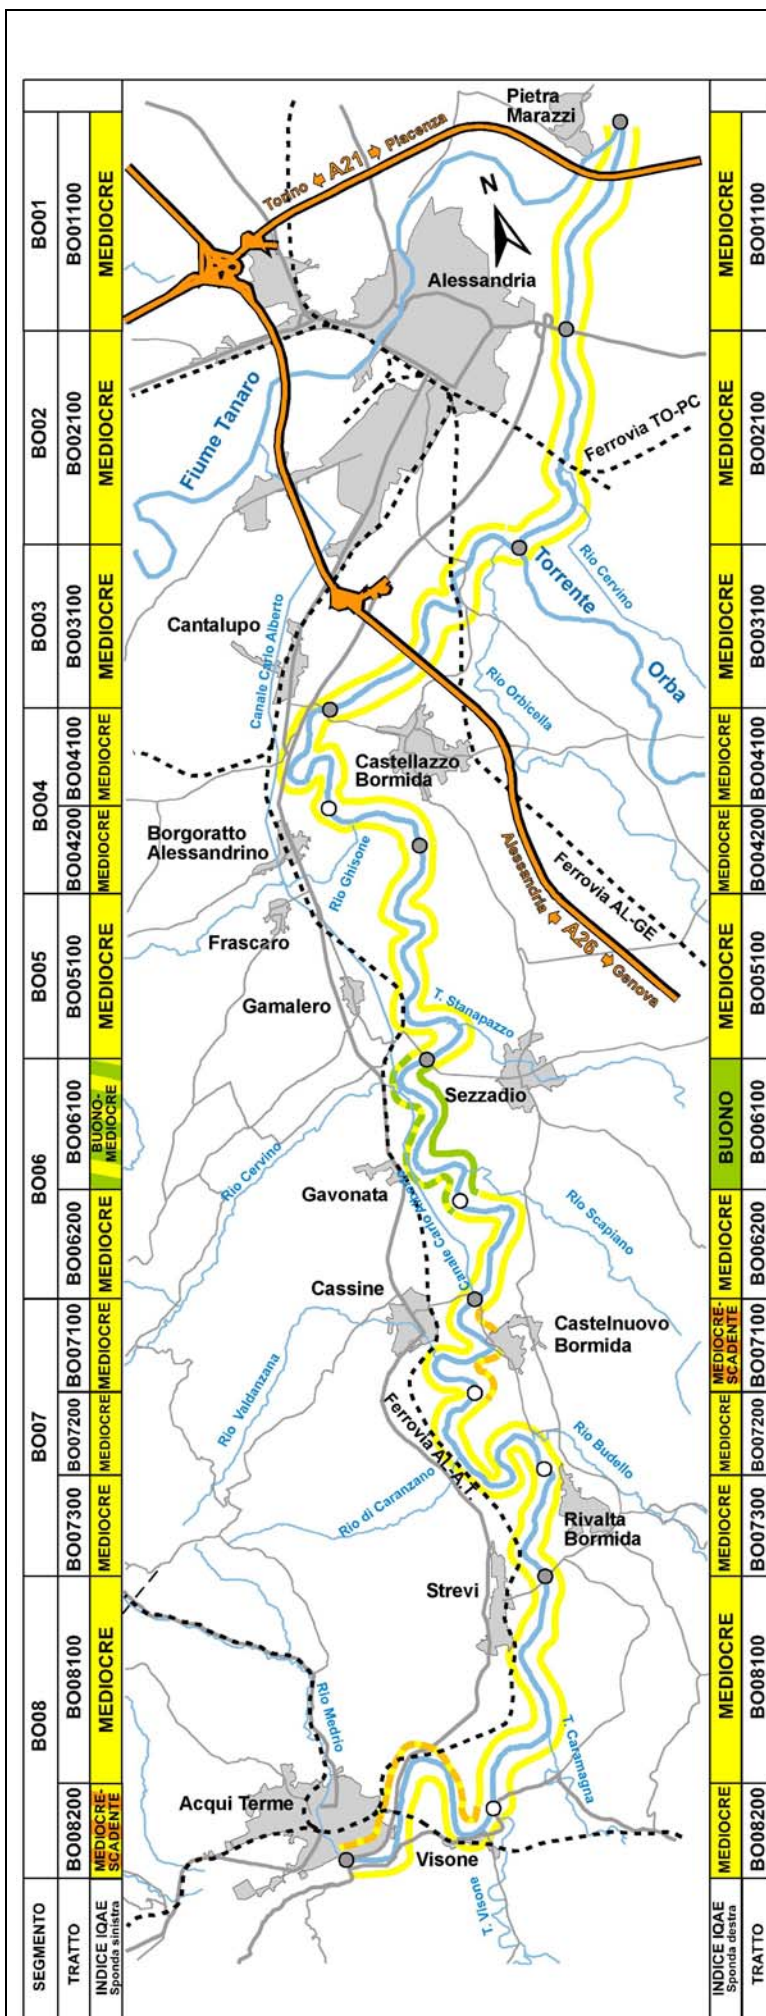 SEGMENTO
BO01
BO02
BO03
BO04
BO05
BO06
BO07
BO08
TRATTO
BO01100
BO02100
BO03100
BO04100
BO04200
BO05100
BO06100
BO06200
BO07100
BO07200
BO07300
BO08100
BO08200
INDICE IQAE
Sponda sinistra
MEDIOCRE
MEDIOCRE
MEDIOCRE
MEDIOCRE
MEDIOCRE
MEDIOCRE
BUONO-
MEDIOCRE
MEDIOCRE
MEDIOCRE
MEDIOCRE
MEDIOCRE
MEDIOCRE
MEDIOCRE-
SCADENTE
Pietra
Marazzi
Torino A21 Piacenza
N
Alessandria
Fiume Tanaro
Ferrovia TO-PC
Rio Cervino
Torrente
Orba
Cantalupo
Canale Carlo Alberto
Rio Orbicella
Castellazzo
Bormida
Borgoratto
Alessandrino
Rio Ghisone
Ferrovia AL-GE
Alessandria A26 Genova
Frascaro
Gamalero
T. Stanapazzo
Sezzadio
Rio Cervino
Gavonata
Canale Carlo Alberto
Rio Scapiano
Cassine
Castelnuovo
Bormida
Rio Valdanzana
Ferrovia AL-A.T.
Rio Budello
Rio di Caranzano
Rivalta
Bormida
Strevi
Rio Medrio
T. Caramagna
Acqui Terme
Visone
T. Visone
INDICE IQAE
Sponda destra
MEDIOCRE
MEDIOCRE
MEDIOCRE
MEDIOCRE
MEDIOCRE
MEDIOCRE
BUONO
MEDIOCRE
MEDIOCRE-
SCADENTE
MEDIOCRE
MEDIOCRE
MEDIOCRE
MEDIOCRE
TRATTO
BO01100
BO02100
BO03100
BO04100
BO04200
BO05100
BO06100
BO06200
BO07100
BO07200
BO07300
BO08100
BO08200